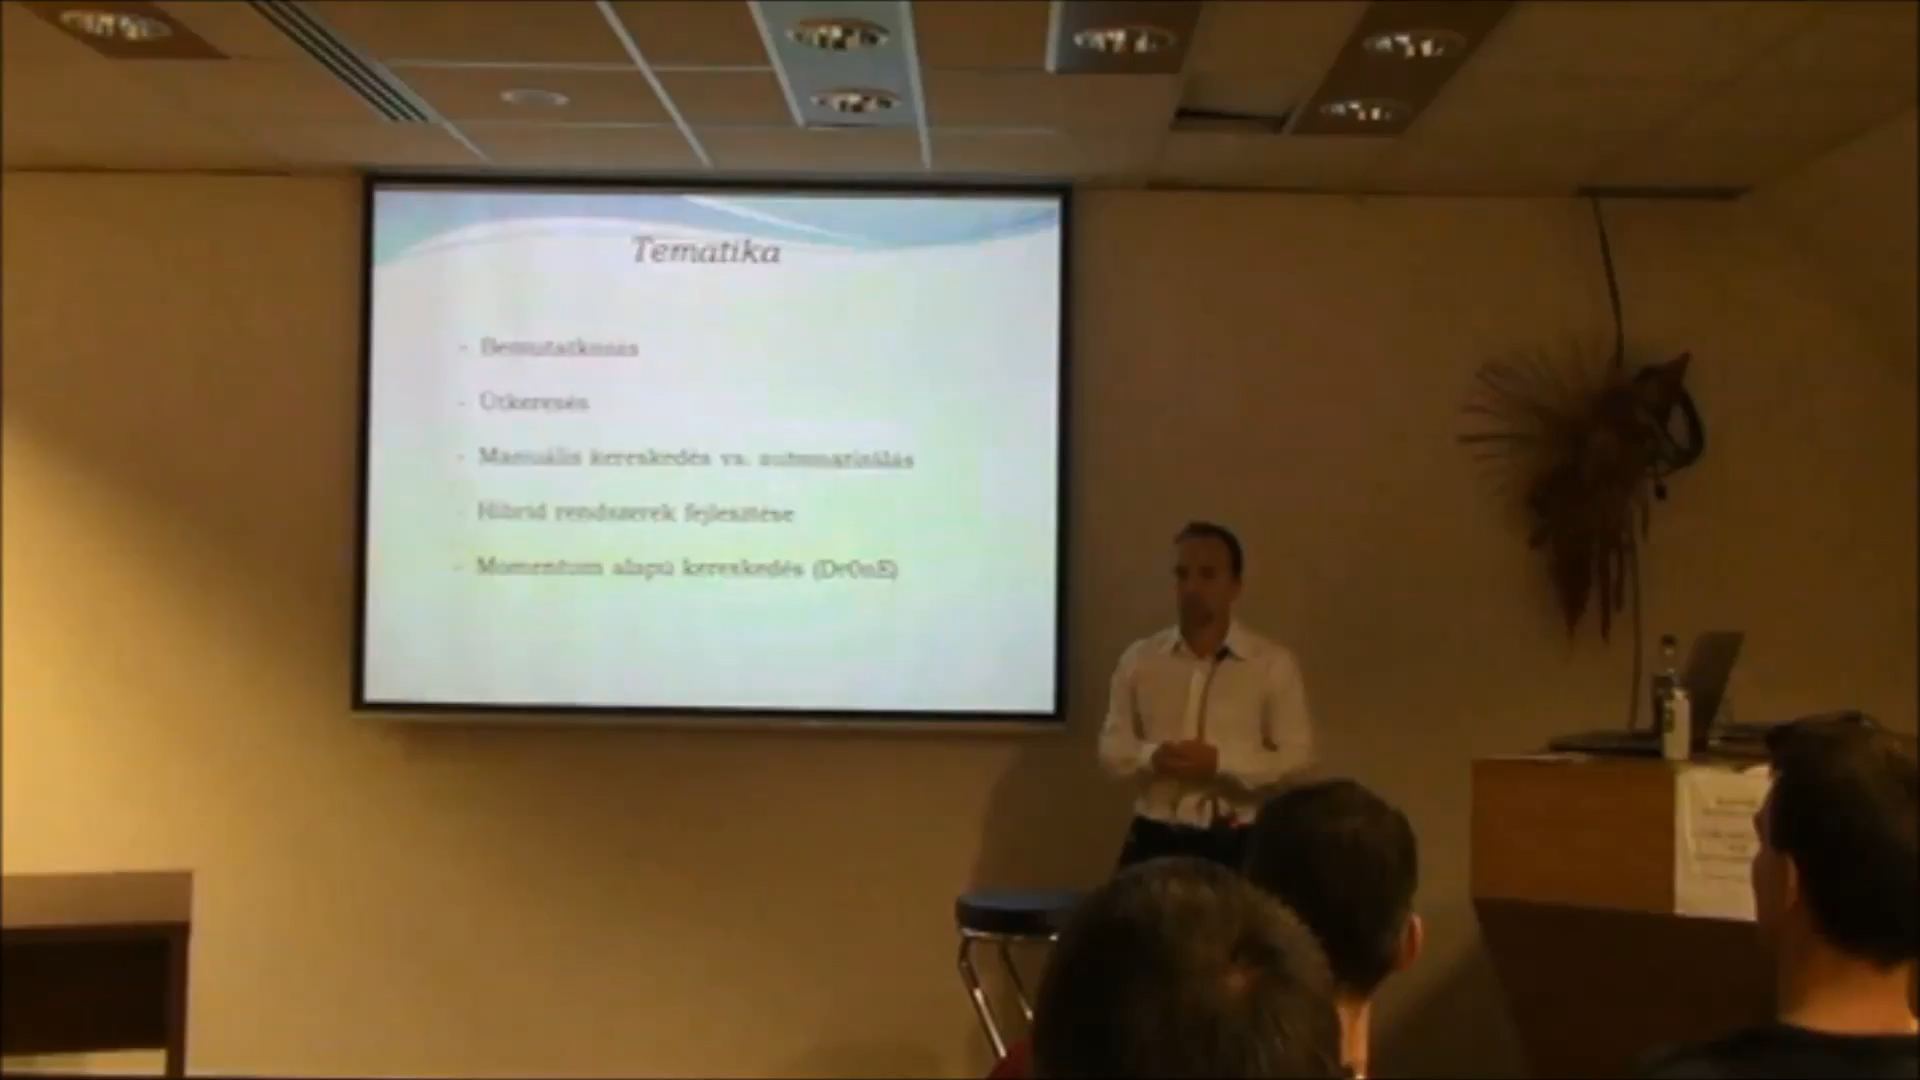 Tematika
- Bemutatkozás
- Útkeresés
- Manuális kereskedés vs. automatizálás
- Hibrid rendszerek fejlesztése
- Momentum alapú kereskedés (Dr0nE)